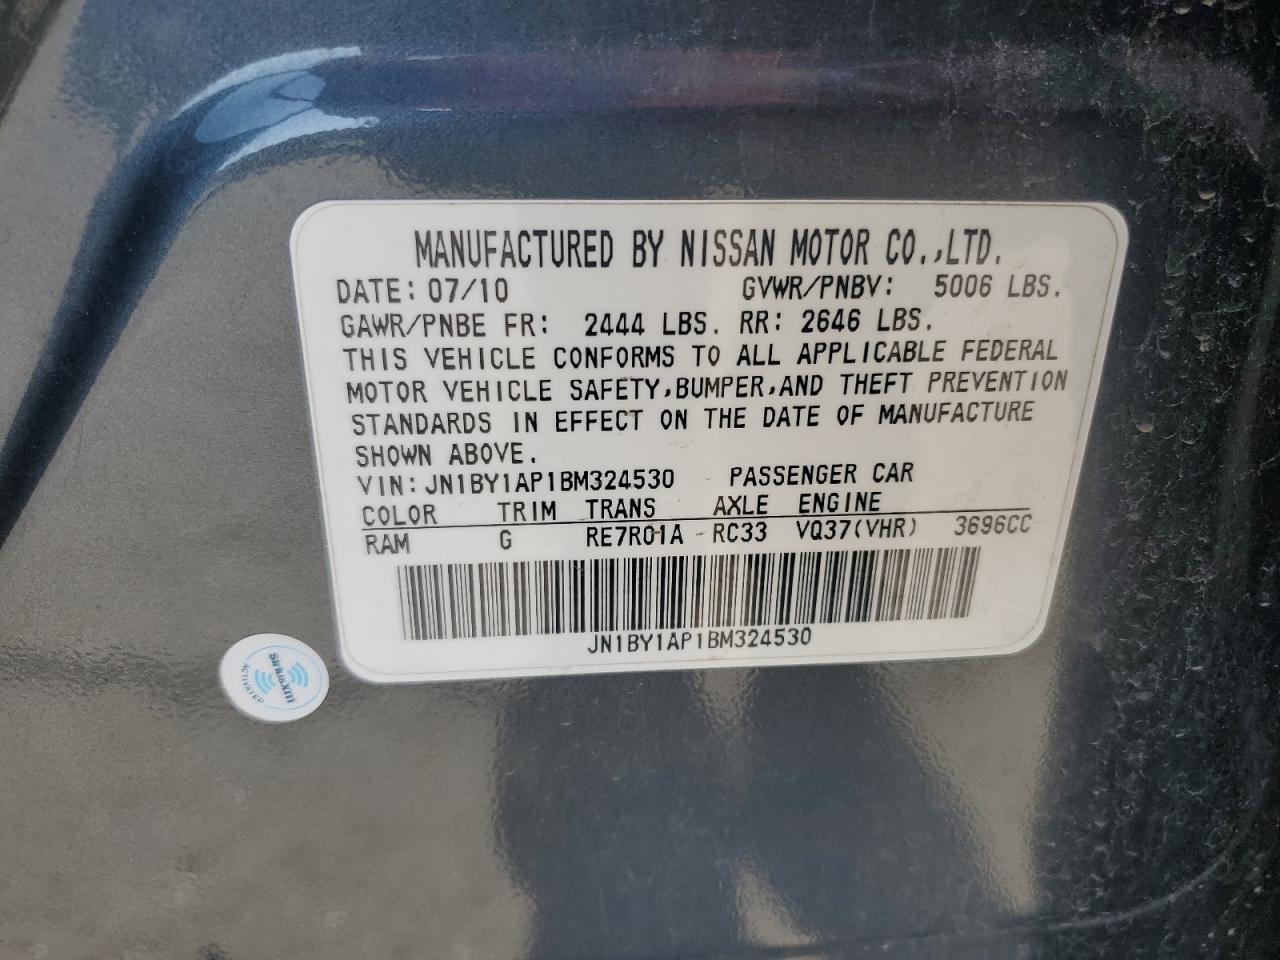 MANUFACTURED BY NISSAN MOTOR CO.,LTD.
DATE: 07/10 GVWR/PNBV: 5006 LBS.
GAWR/PNBE FR: 2444 LBS. RR: 2646 LBS.
THIS VEHICLE CONFORMS TO ALL APPLICABLE FEDERAL
MOTOR VEHICLE SAFETY,BUMPER,AND THEFT PREVENTION
STANDARDS IN EFFECT ON THE DATE OF MANUFACTURE
SHOWN ABOVE.
VIN: JN1BY1AP1BM324530 PASSENGER CAR
COLOR TRIM TRANS AXLE ENGINE
RAM G RE7R01A RC33 VQ37(VHR) 3696CC
JN1BY1AP1BM324530
SiriusXM
ACTIVATED